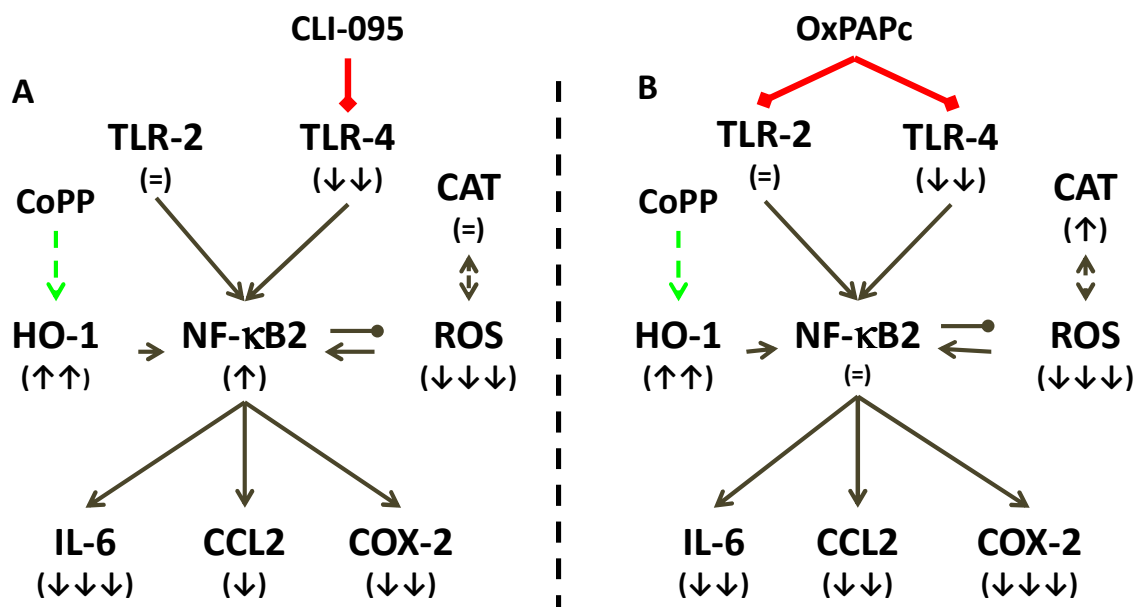 CLI-095
OxPAPc
A
B
TLR-2
TLR-4
(=)
(↓↓)
CAT
(=)
CoPP
HO-1
(↑↑)
NF-κB2
(↑)
ROS
(↓↓↓)
IL-6
(↓↓↓)
CCL2
(↓)
COX-2
(↓↓)
TLR-2
TLR-4
(=)
(↓↓)
CAT
(↑)
CoPP
HO-1
(↑↑)
NF-κB2
(=)
ROS
(↓↓↓)
IL-6
(↓↓)
CCL2
(↓↓)
COX-2
(↓↓↓)